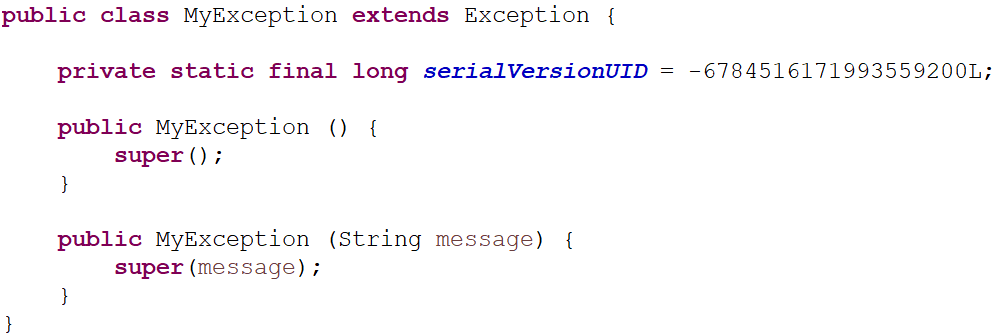 public class MyException extends Exception {
private static final long serialVersionUID = -6784516171993559200L;
public MyException () {
super();
}
public MyException (String message) {
super(message);
}
}